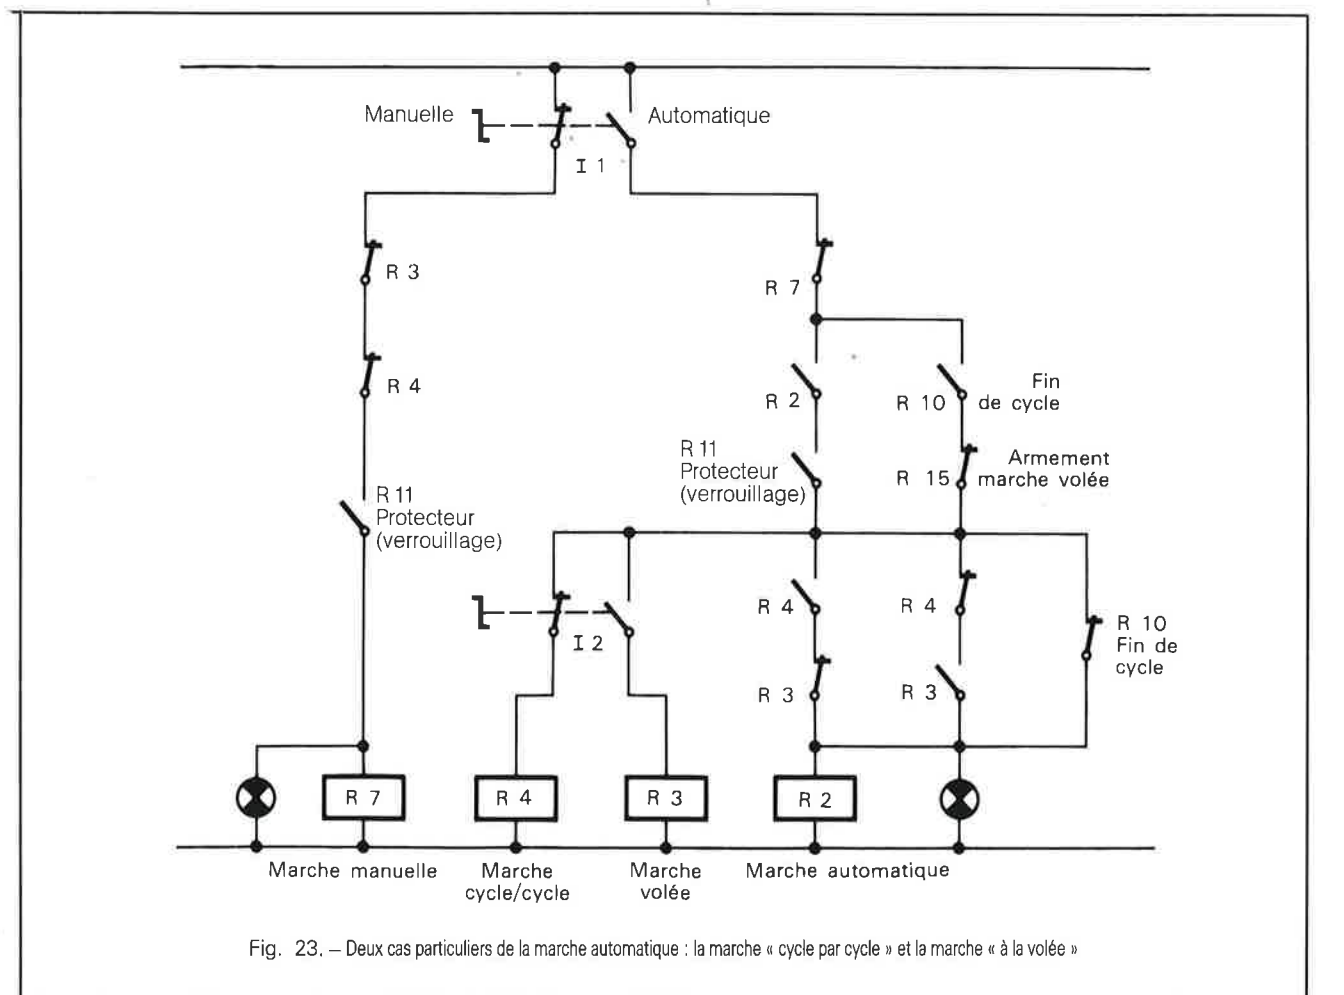 Manuelle
Automatique
I 1
R 3
R 7
R 4
R 2
R 10
Fin
de cycle
R 11
Protecteur
(verrouillage)
R 15
Armement
marche volée
R 11
Protecteur
(verrouillage)
I 2
R 4
R 4
R 10
Fin de
cycle
R 3
R 3
R 7
R 4
R 3
R 2
Marche manuelle
Marche
cycle/cycle
Marche
volée
Marche automatique
Fig. 23. – Deux cas particuliers de la marche automatique : la marche « cycle par cycle » et la marche « à la volée »